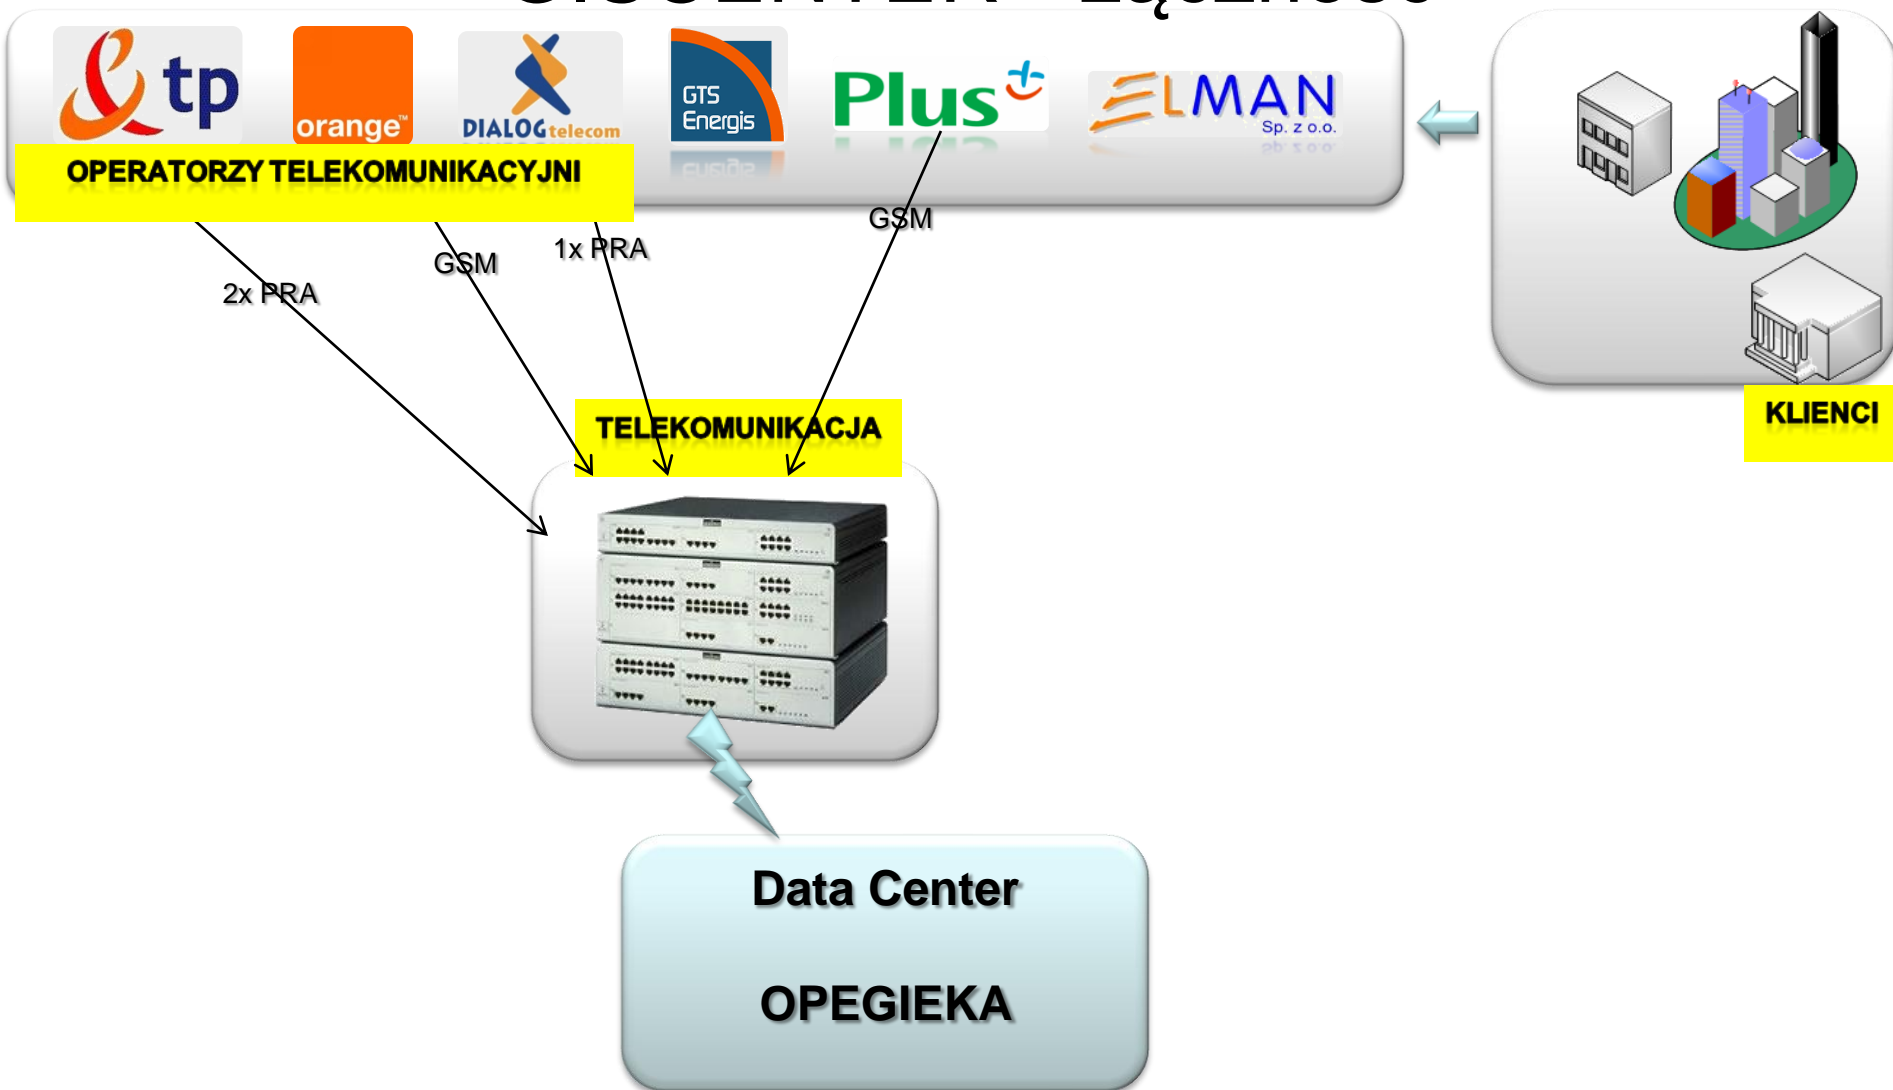 tp
orange™
DIALOG telecom
GTS
Energis
Plus
ELMAN
Sp. z o.o.
OPERATORZY TELEKOMUNIKACYJNI
GSM
1x PRA
GSM
2x PRA
KLIENCI
TELEKOMUNIKACJA
Data Center
OPEGIEKA